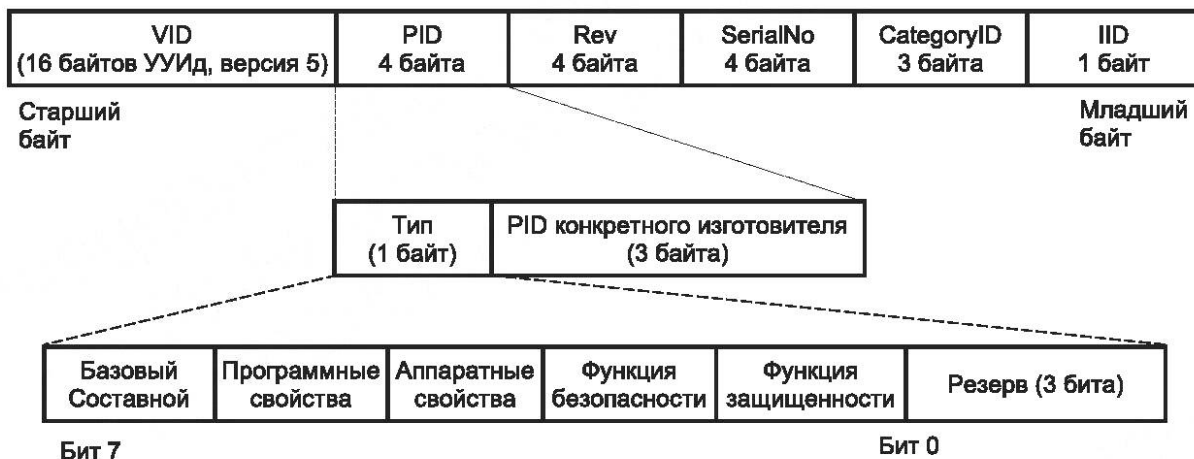 VID
(16 байтов УУИд, версия 5)
PID
4 байта
Rev
4 байта
SerialNo
4 байта
CategoryID
3 байта
IID
1 байт
Старший
байт
Младший
байт
Тип
(1 байт)
PID конкретного изготовителя
(3 байта)
Базовый
Составной
Программные
свойства
Аппаратные
свойства
Функция
безопасности
Функция
защищенности
Резерв (3 бита)
Бит 7
Бит 0